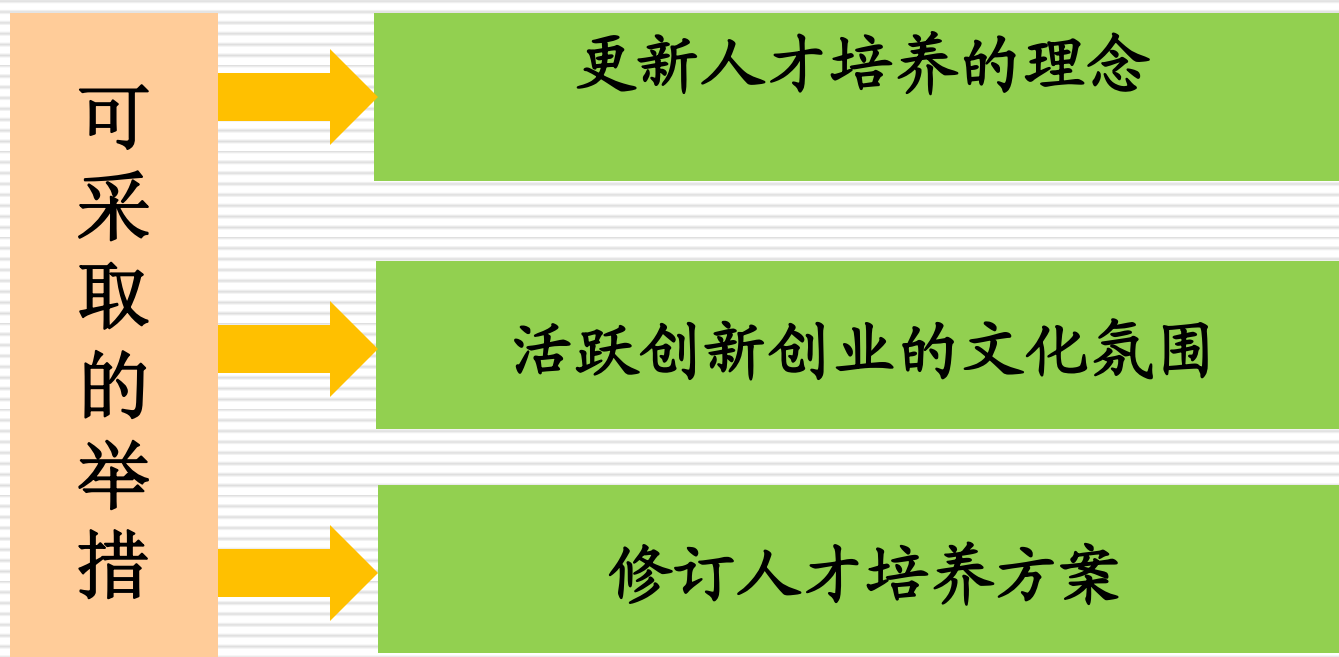 可采取的举措
更新人才培养的理念
活跃创新创业的文化氛围
修订人才培养方案